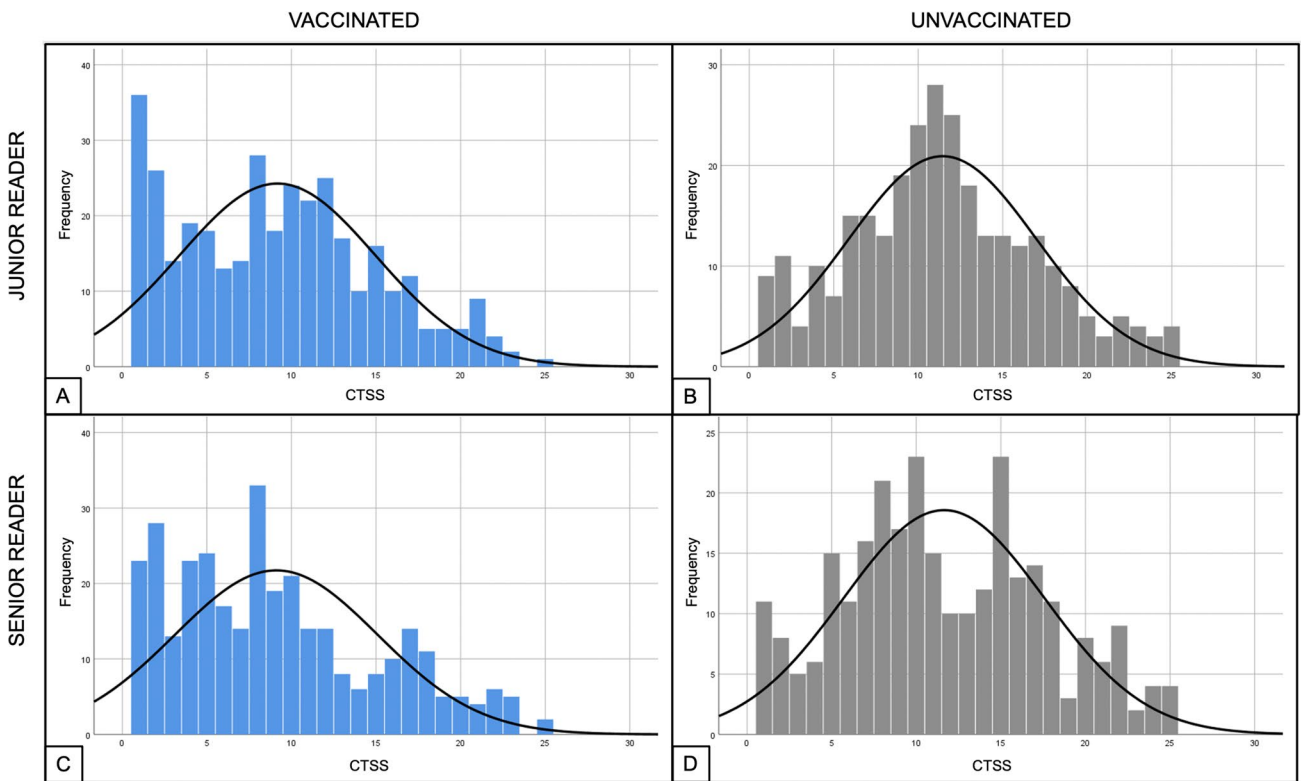 VACCINATED
UNVACCINATED
JUNIOR READER
SENIOR READER
40
30
20
10
0
Frequency
0 5 10 15 20 25 30
CTSS
A
30
20
10
0
Frequency
0 5 10 15 20 25 30
CTSS
B
40
30
20
10
0
Frequency
0 5 10 15 20 25 30
CTSS
C
25
20
15
10
5
0
Frequency
0 5 10 15 20 25 30
CTSS
D